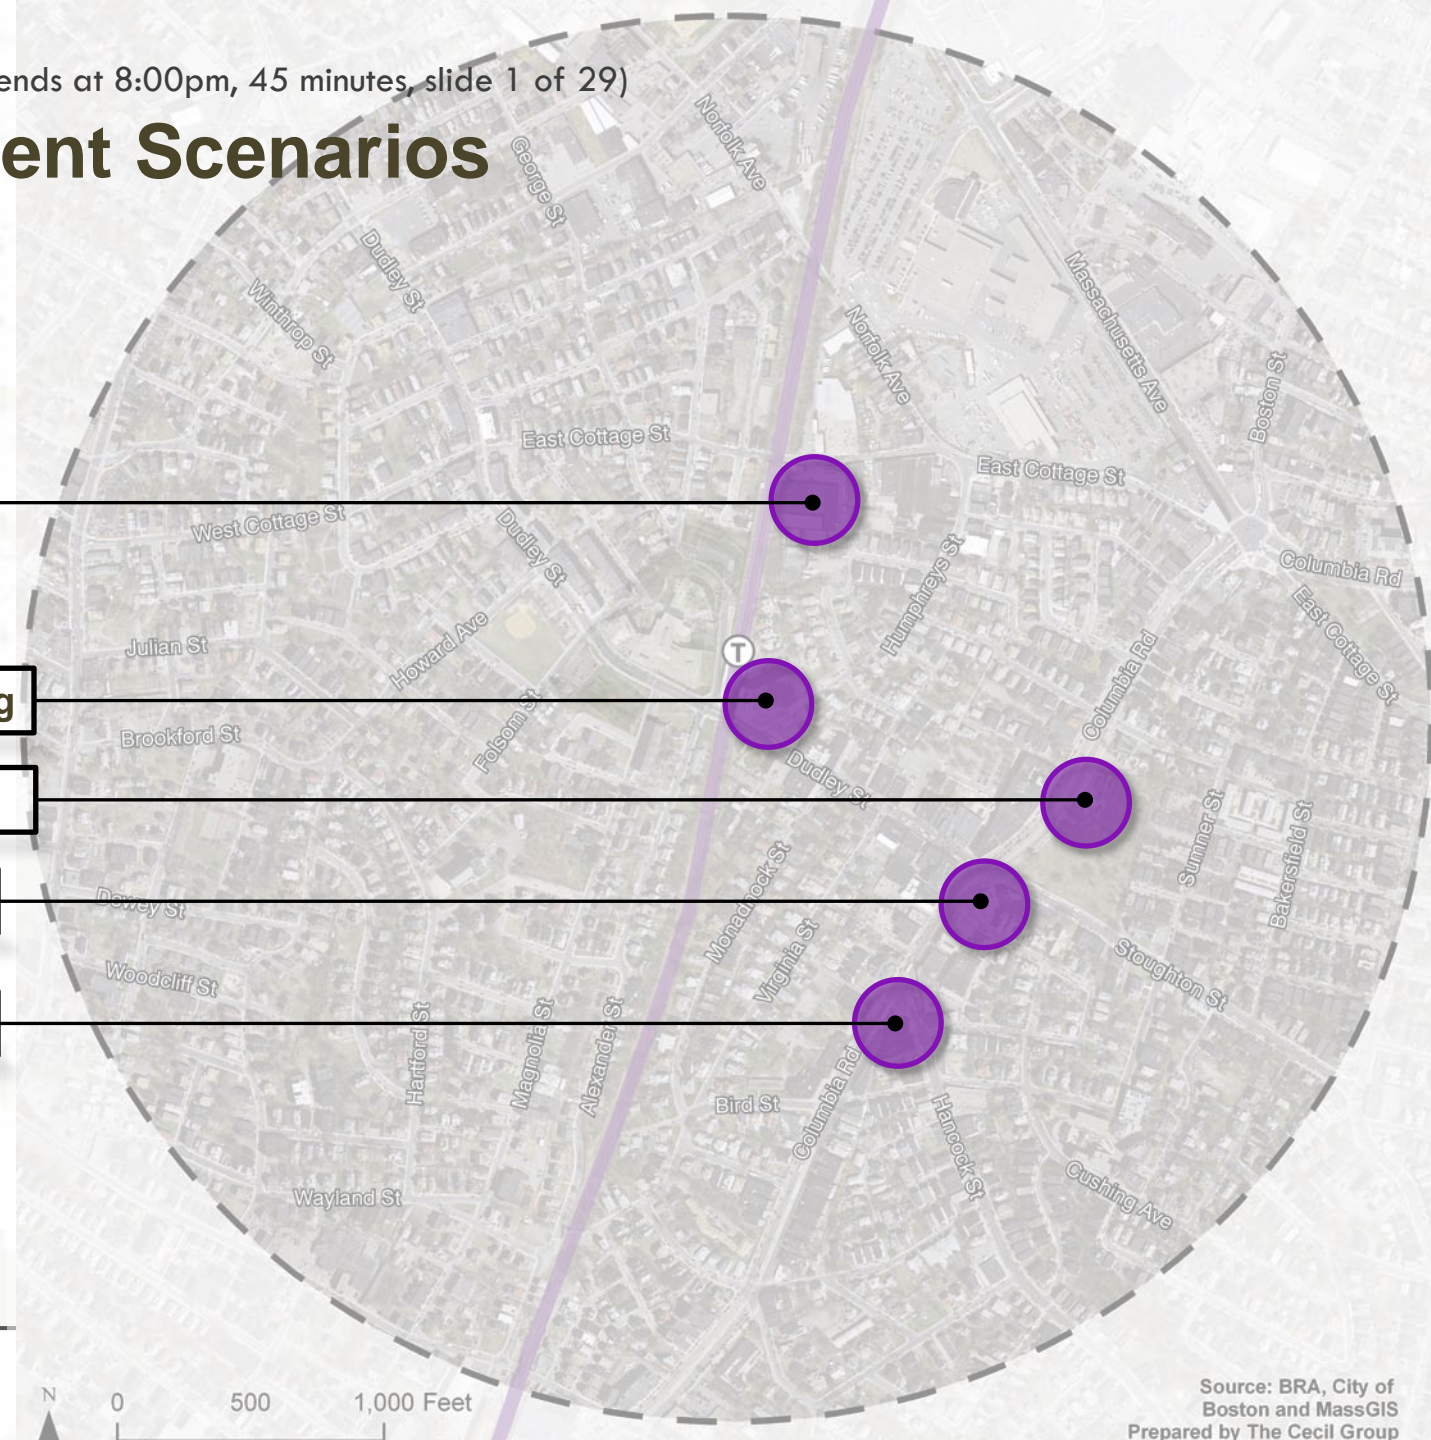 ends at 8:00pm, 45 minutes, slide 1 of 29)
ent Scenarios
Norfolk Ave
George St
Dudley St
Winthrop St
Massachusetts Ave
Norfolk Ave
Boston St
East Cottage St
East Cottage St
West Cottage St
Dudley St
Humphreys St
Columbia Rd
East Cottage St
Julian St
Howard Ave
T
Columbia Rd
g
Folsom St
Brookford St
Dudley St
Sumner St
Bakersfield St
Monadnock St
Dewey St
Virginia St
Stoughton St
Woodcliff St
Hartford St
Magnolia St
Alexander St
Columbia Rd
Bird St
Hancock St
Cushing Ave
Wayland St
N
0 500 1,000 Feet
Source: BRA, City of
Boston and MassGIS
Prepared by The Cecil Group